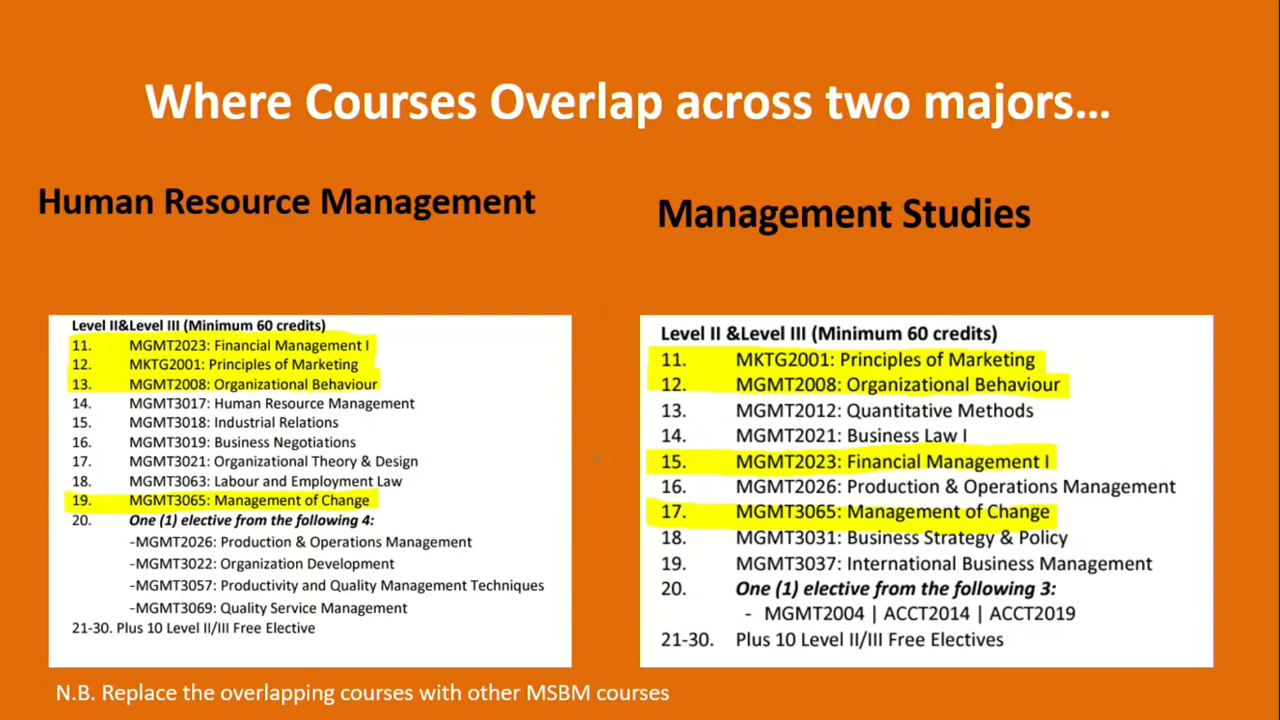 Where Courses Overlap across two majors...
Human Resource Management
Level II&Level III (Minimum 60 credits)
11. MGMT2023: Financial Management I
12. MKTG2001: Principles of Marketing
13. MGMT2008: Organizational Behaviour
14. MGMT3017: Human Resource Management
15. MGMT3018: Industrial Relations
16. MGMT3019: Business Negotiations
17. MGMT3021: Organizational Theory & Design
18. MGMT3063: Labour and Employment Law
19. MGMT3065: Management of Change
20. One (1) elective from the following 4:
-MGMT2026: Production & Operations Management
-MGMT3022: Organization Development
-MGMT3057: Productivity and Quality Management Techniques
-MGMT3069: Quality Service Management
21-30. Plus 10 Level II/III Free Elective
Management Studies
Level II &Level III (Minimum 60 credits)
11. MKTG2001: Principles of Marketing
12. MGMT2008: Organizational Behaviour
13. MGMT2012: Quantitative Methods
14. MGMT2021: Business Law I
15. MGMT2023: Financial Management I
16. MGMT2026: Production & Operations Management
17. MGMT3065: Management of Change
18. MGMT3031: Business Strategy & Policy
19. MGMT3037: International Business Management
20. One (1) elective from the following 3:
- MGMT2004 | ACCT2014 | ACCT2019
21-30. Plus 10 Level II/III Free Electives
N.B. Replace the overlapping courses with other MSBM courses